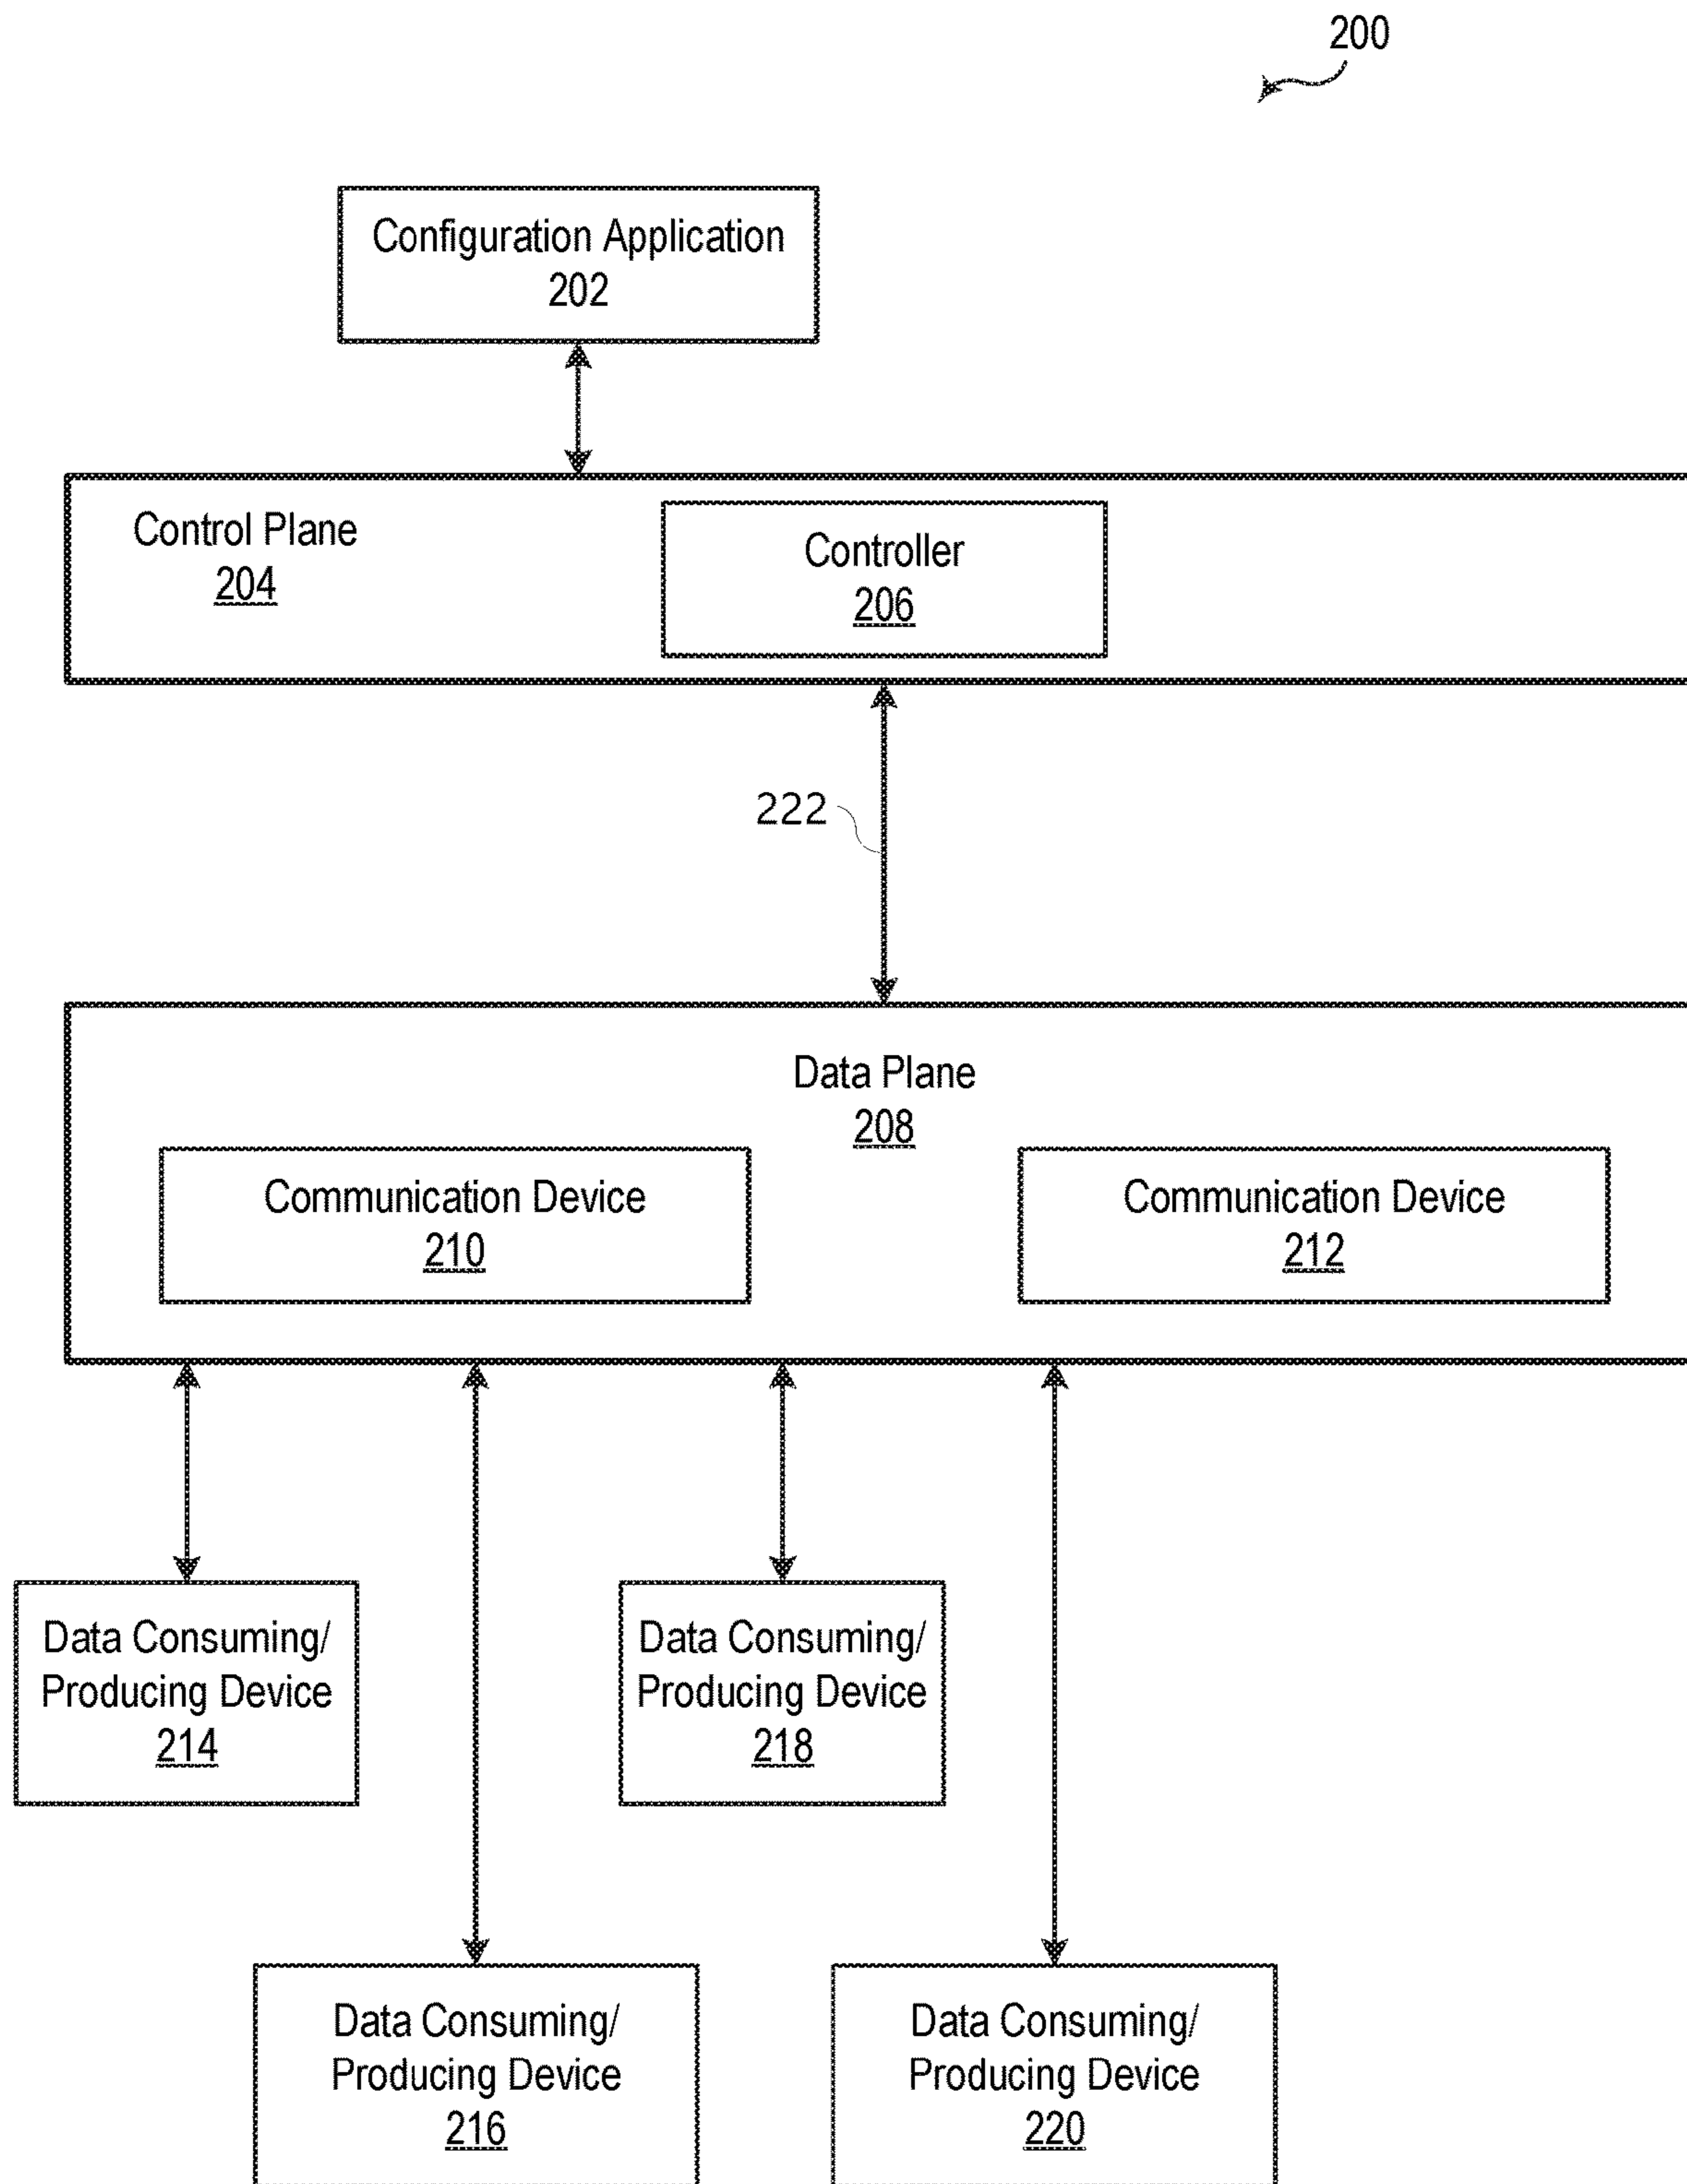 200
Configuration Application
202
Control Plane
204
Controller
206
222
Data Plane
208
Communication Device
210
Communication Device
212
Data Consuming/
Producing Device
214
Data Consuming/
Producing Device
218
Data Consuming/
Producing Device
216
Data Consuming/
Producing Device
220